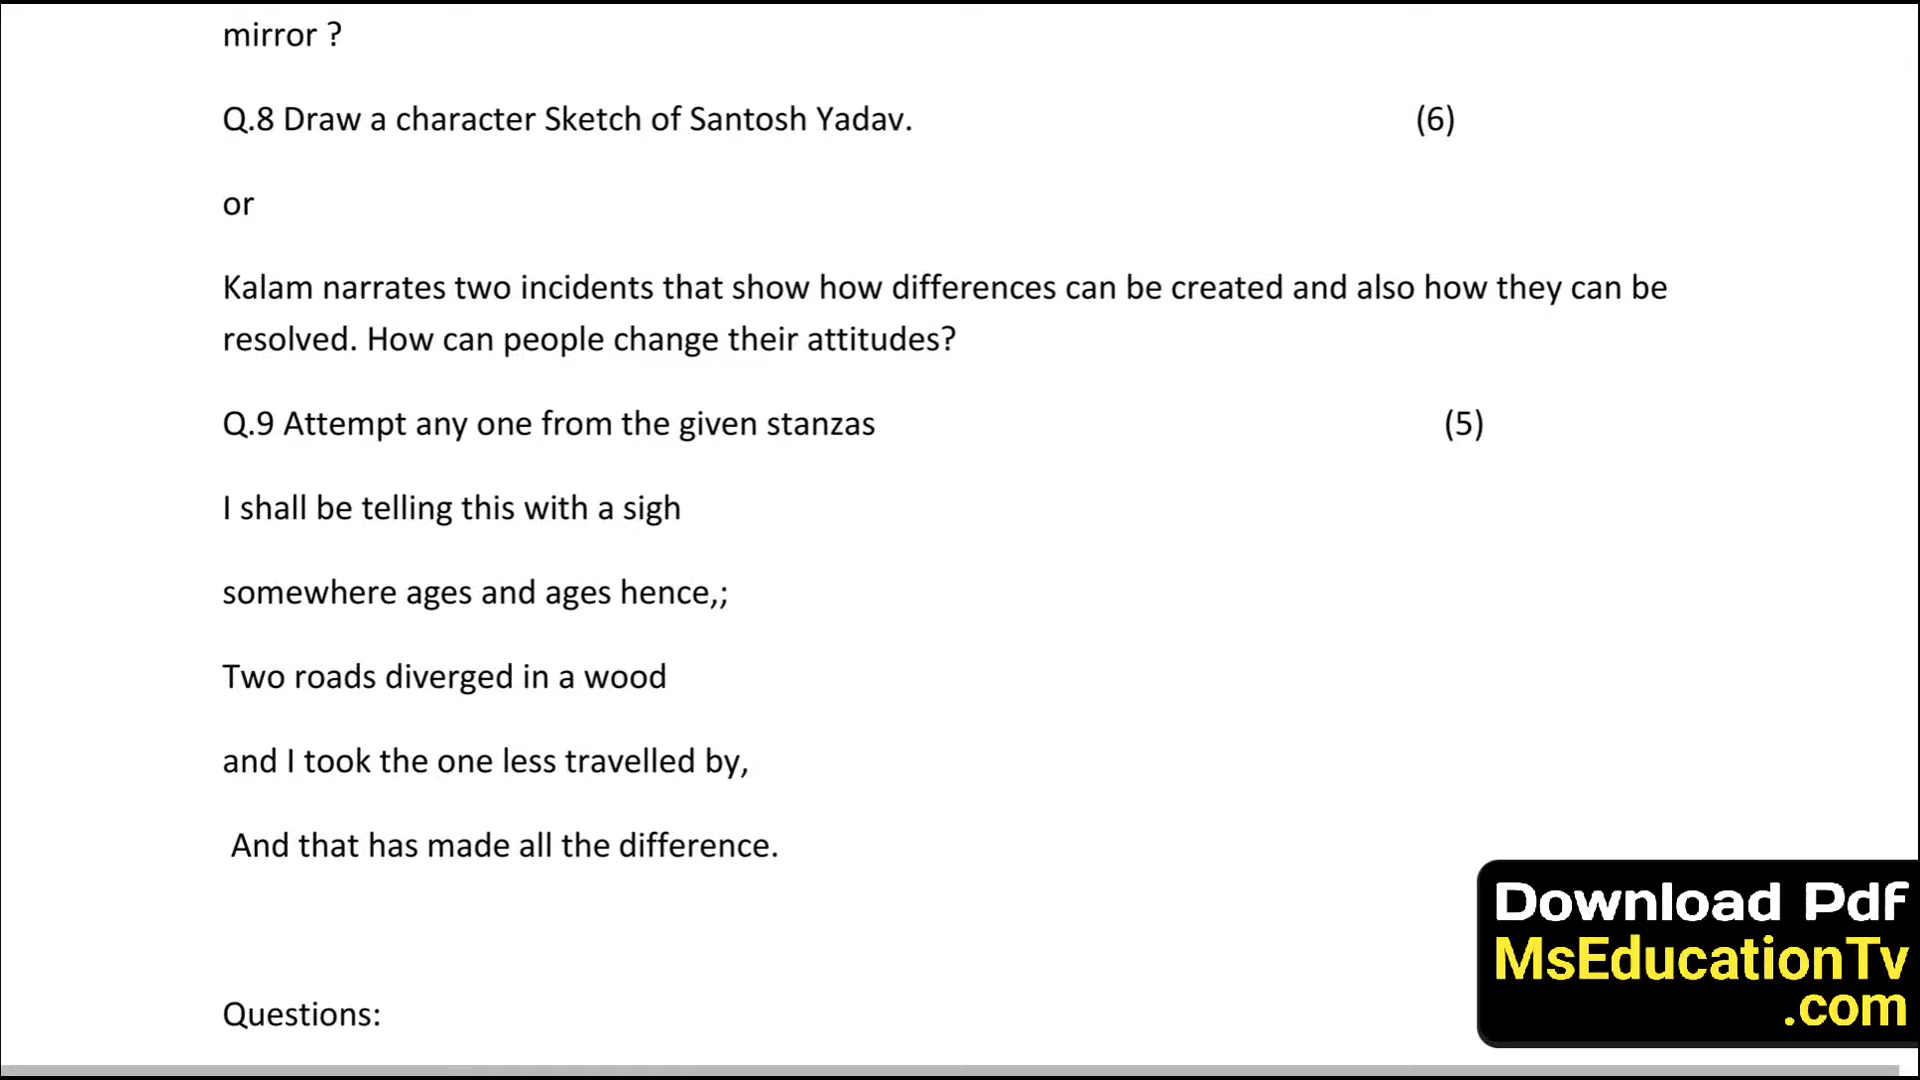 mirror ?
Q.8 Draw a character Sketch of Santosh Yadav. (6)
or
Kalam narrates two incidents that show how differences can be created and also how they can be
resolved. How can people change their attitudes?
Q.9 Attempt any one from the given stanzas (5)
I shall be telling this with a sigh
somewhere ages and ages hence,;
Two roads diverged in a wood
and I took the one less travelled by,
And that has made all the difference.
Questions:
Download Pdf
MsEducationTv
.com